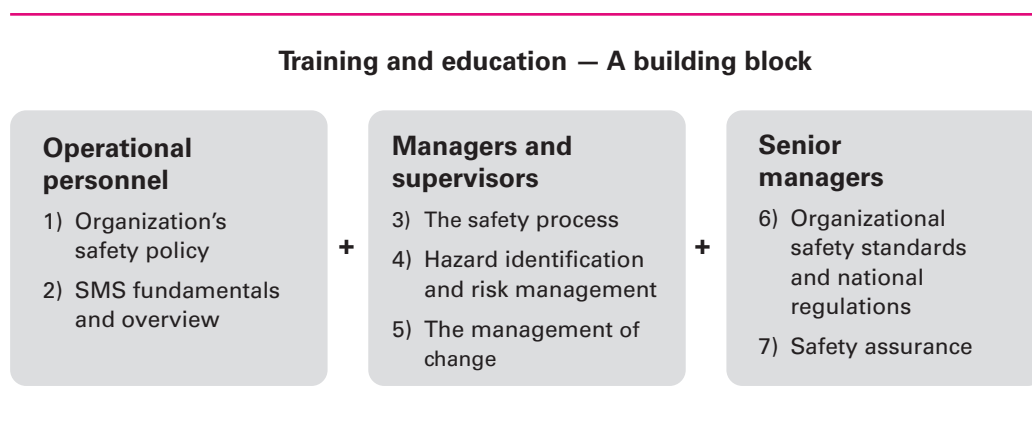 Training and education — A building block
Operational
personnel
1) Organization’s
safety policy
2) SMS fundamentals
and overview
+
Managers and
supervisors
3) The safety process
4) Hazard identification
and risk management
5) The management of
change
+
Senior
managers
6) Organizational
safety standards
and national
regulations
7) Safety assurance